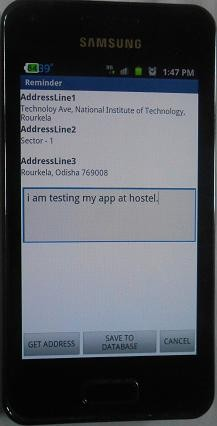 SAMSUNG
1:47 PM
Reminder
AddressLine1
Technoloy Ave, National Institute of Technology,
Rourkela
AddressLine2
Sector - 1
AddressLine3
Rourkela, Odisha 769008
i am testing my app at hostel.
GET ADDRESS
SAVE TO
DATABASE
CANCEL